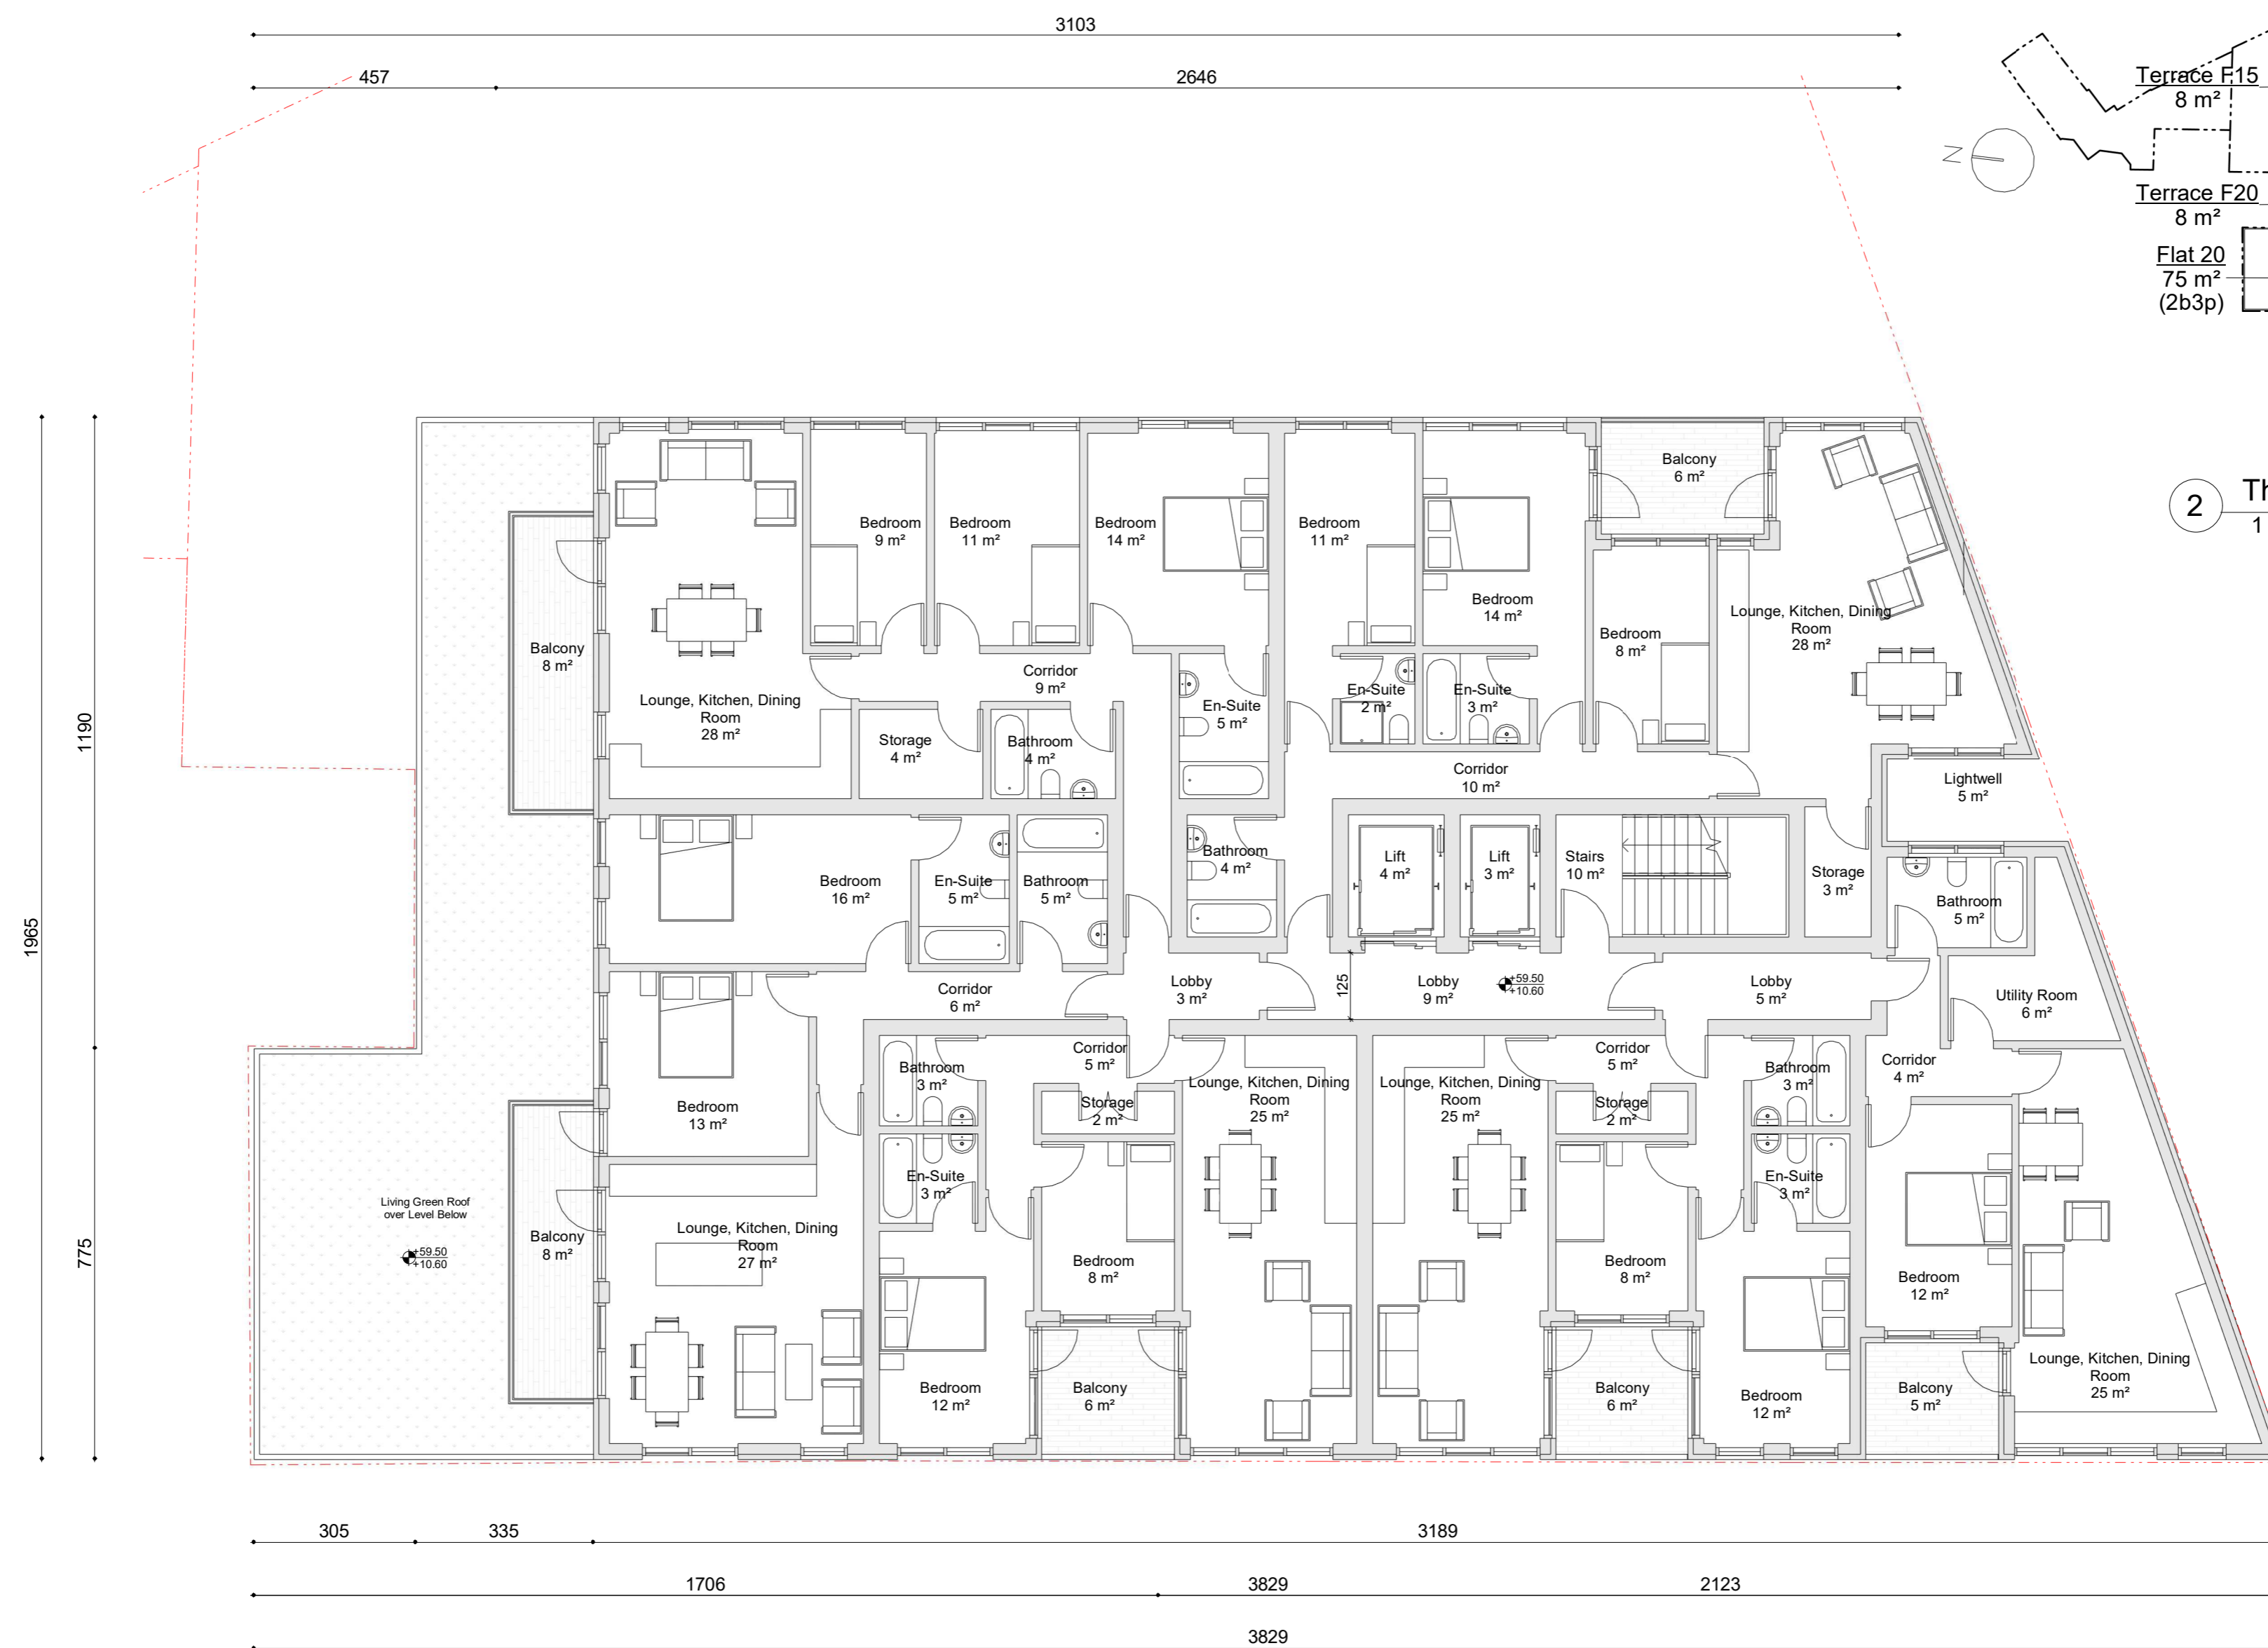 3103
457
2646
Terrace F15
8 m²
N
Terrace F20
8 m²
Flat 20
75 m²
(2b3p)
2
Th
1
1965
1190
775
Balcony
6 m²
Bedroom
9 m²
Bedroom
11 m²
Bedroom
14 m²
Bedroom
11 m²
Bedroom
14 m²
Bedroom
8 m²
Lounge, Kitchen, Dining
Room
28 m²
Balcony
8 m²
Lounge, Kitchen, Dining
Room
28 m²
Corridor
9 m²
Storage
4 m²
Bathroom
4 m²
En-Suite
5 m²
En-Suite
2 m²
En-Suite
3 m²
Corridor
10 m²
Lightwell
5 m²
Bedroom
16 m²
En-Suite
5 m²
Bathroom
5 m²
Bathroom
4 m²
Lift
4 m²
Lift
3 m²
Stairs
10 m²
Storage
3 m²
Bathroom
5 m²
Corridor
6 m²
Lobby
3 m²
125
Lobby
9 m²
+59.50
+10.60
Lobby
5 m²
Utility Room
6 m²
Bedroom
13 m²
Bathroom
3 m²
Corridor
5 m²
Storage
2 m²
Lounge, Kitchen, Dining
Room
25 m²
Lounge, Kitchen, Dining
Room
25 m²
Corridor
5 m²
Storage
2 m²
Bathroom
3 m²
Corridor
4 m²
En-Suite
3 m²
En-Suite
3 m²
Living Green Roof
over Level Below
+59.50
+10.60
Balcony
8 m²
Lounge, Kitchen, Dining
Room
27 m²
Bedroom
8 m²
Bedroom
8 m²
Bedroom
12 m²
Bedroom
12 m²
Balcony
6 m²
Balcony
6 m²
Bedroom
12 m²
Balcony
5 m²
Lounge, Kitchen, Dining
Room
25 m²
305
335
3189
1706
3829
2123
3829